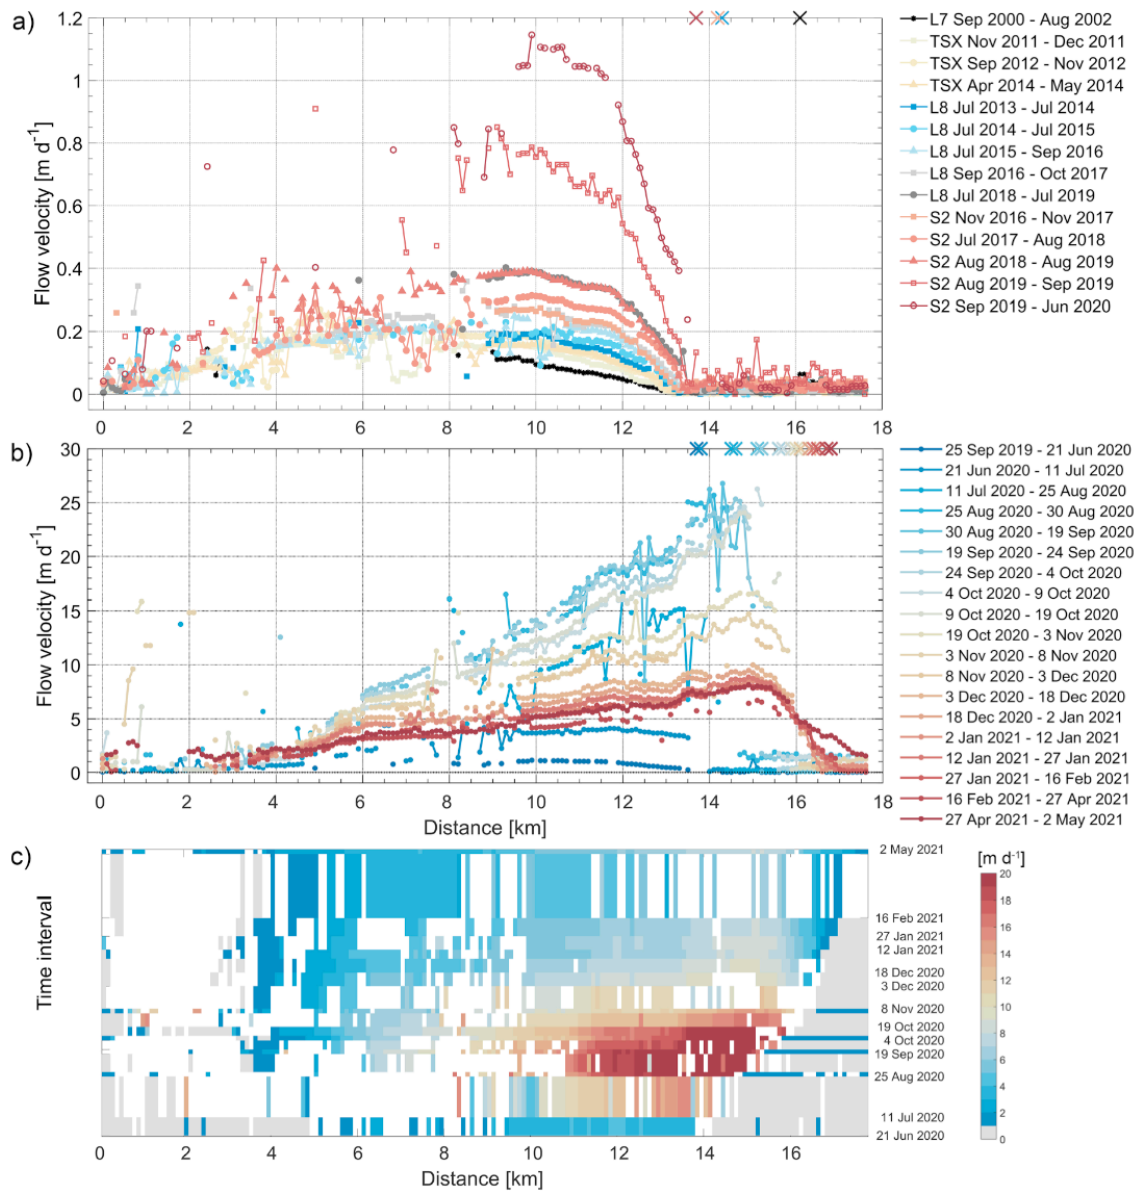 a)
Flow velocity [m d⁻¹]
1.2
1
0.8
0.6
0.4
0.2
0
0 2 4 6 8 10 12 14 16 18
L7 Sep 2000 - Aug 2002
TSX Nov 2011 - Dec 2011
TSX Sep 2012 - Nov 2012
TSX Apr 2014 - May 2014
L8 Jul 2013 - Jul 2014
L8 Jul 2014 - Jul 2015
L8 Jul 2015 - Sep 2016
L8 Sep 2016 - Oct 2017
L8 Jul 2018 - Jul 2019
S2 Nov 2016 - Nov 2017
S2 Jul 2017 - Aug 2018
S2 Aug 2018 - Aug 2019
S2 Aug 2019 - Sep 2019
S2 Sep 2019 - Jun 2020
b)
Flow velocity [m d⁻¹]
30
25
20
15
10
5
0
0 2 4 6 8 10 12 14 16 18
Distance [km]
25 Sep 2019 - 21 Jun 2020
21 Jun 2020 - 11 Jul 2020
11 Jul 2020 - 25 Aug 2020
25 Aug 2020 - 30 Aug 2020
30 Aug 2020 - 19 Sep 2020
19 Sep 2020 - 24 Sep 2020
24 Sep 2020 - 4 Oct 2020
4 Oct 2020 - 9 Oct 2020
9 Oct 2020 - 19 Oct 2020
19 Oct 2020 - 3 Nov 2020
3 Nov 2020 - 8 Nov 2020
8 Nov 2020 - 3 Dec 2020
3 Dec 2020 - 18 Dec 2020
18 Dec 2020 - 2 Jan 2021
2 Jan 2021 - 12 Jan 2021
12 Jan 2021 - 27 Jan 2021
27 Jan 2021 - 16 Feb 2021
16 Feb 2021 - 27 Apr 2021
27 Apr 2021 - 2 May 2021
c)
Time interval
2 May 2021
16 Feb 2021
27 Jan 2021
12 Jan 2021
18 Dec 2020
3 Dec 2020
8 Nov 2020
19 Oct 2020
4 Oct 2020
19 Sep 2020
25 Aug 2020
11 Jul 2020
21 Jun 2020
0 2 4 6 8 10 12 14 16
Distance [km]
[m d⁻¹]
20
18
16
14
12
10
8
6
4
2
0